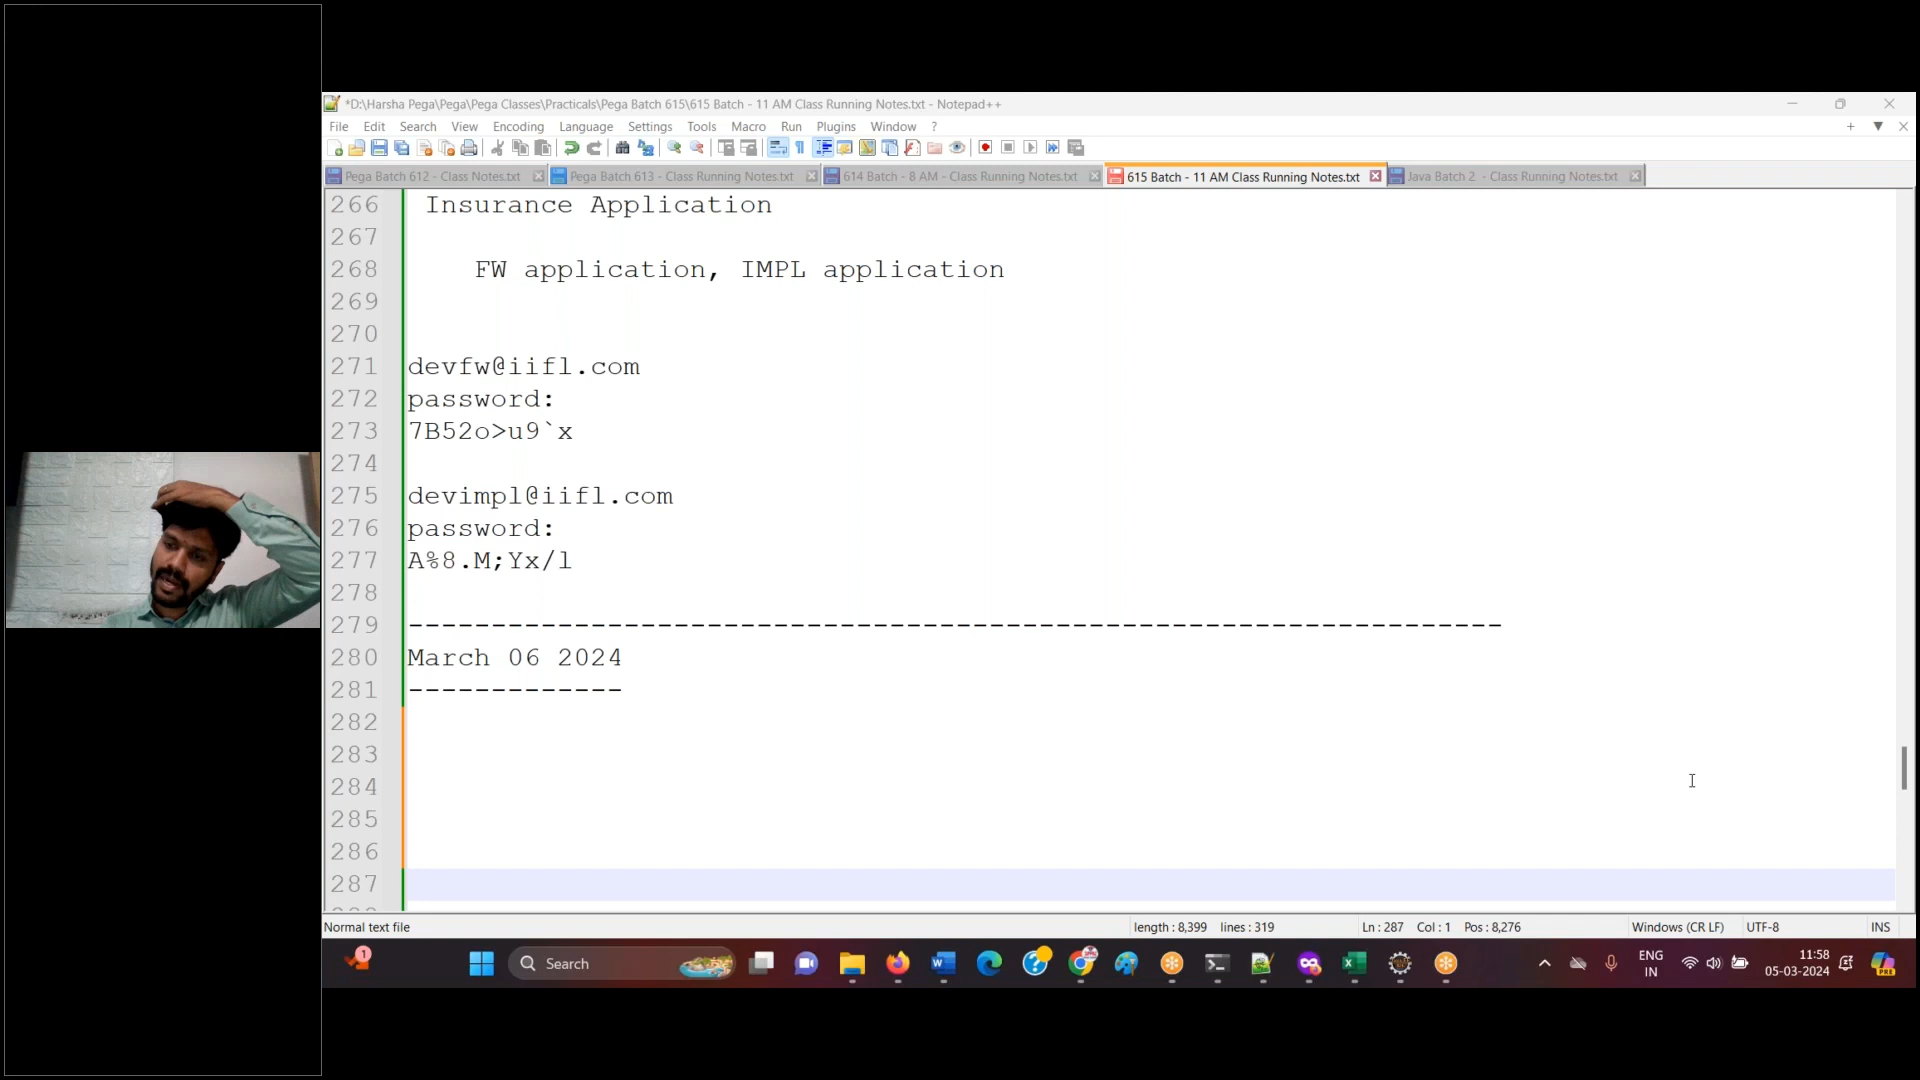 *D:\Harsha Pega\Pega\Pega Classes\Practicals\Pega Batch 615\615 Batch - 11 AM Class Running Notes.txt - Notepad++
File Edit Search View Encoding Language Settings Tools Macro Run Plugins Window ?
Pega Batch 612 - Class Notes.txt Pega Batch 613 - Class Running Notes.txt 614 Batch - 8 AM - Class Running Notes.txt 615 Batch - 11 AM Class Running Notes.txt Java Batch 2 - Class Running Notes.txt
266 Insurance Application
267
268 FW application, IMPL application
269
270
271 devfw@iifl.com
272 password:
273 7B52o>u9`x
274
275 devimpl@iifl.com
276 password:
277 A%8.M;Yx/l
278
279 ------------------------------------------------------------------
280 March 06 2024
281 -------------
282
283
284
285
286
287
Normal text file length : 8,399 lines : 319 Ln : 287 Col : 1 Pos : 8,276 Windows (CR LF) UTF-8 INS
1 Search ENG 11:58
IN 05-03-2024 PRE